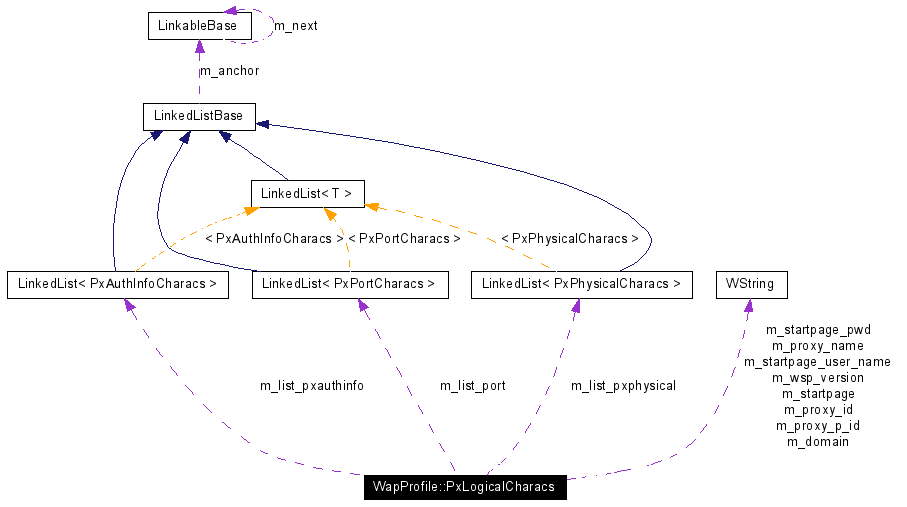 LinkableBase
m_next
m_anchor
LinkedListBase
LinkedList< T >
< PxAuthInfoCharacs >
< PxPortCharacs >
< PxPhysicalCharacs >
LinkedList< PxAuthInfoCharacs >
LinkedList< PxPortCharacs >
LinkedList< PxPhysicalCharacs >
WString
m_list_pxauthinfo
m_list_port
m_list_pxphysical
m_startpage_pwd
m_proxy_name
m_startpage_user_name
m_wsp_version
m_startpage
m_proxy_id
m_proxy_p_id
m_domain
WapProfile::PxLogicalCharacs